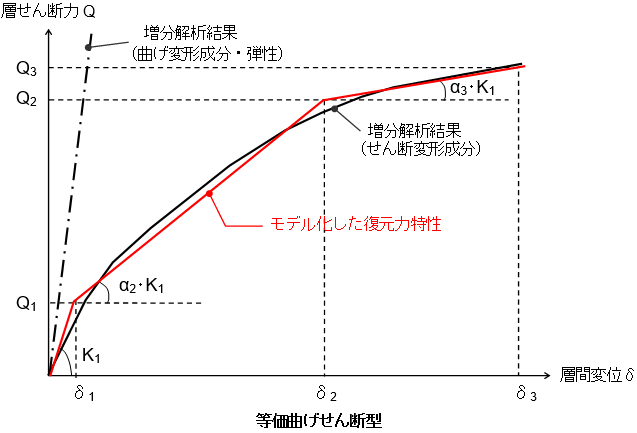 層せん断力Q
増分解析結果
(曲げ変形成分・弾性)
Q3
Q2
α3・K1
増分解析結果
(せん断変形成分)
モデル化した復元力特性
α2・K1
Q1
K1
層間変位δ
δ1
δ2
δ3
等価曲げせん断型